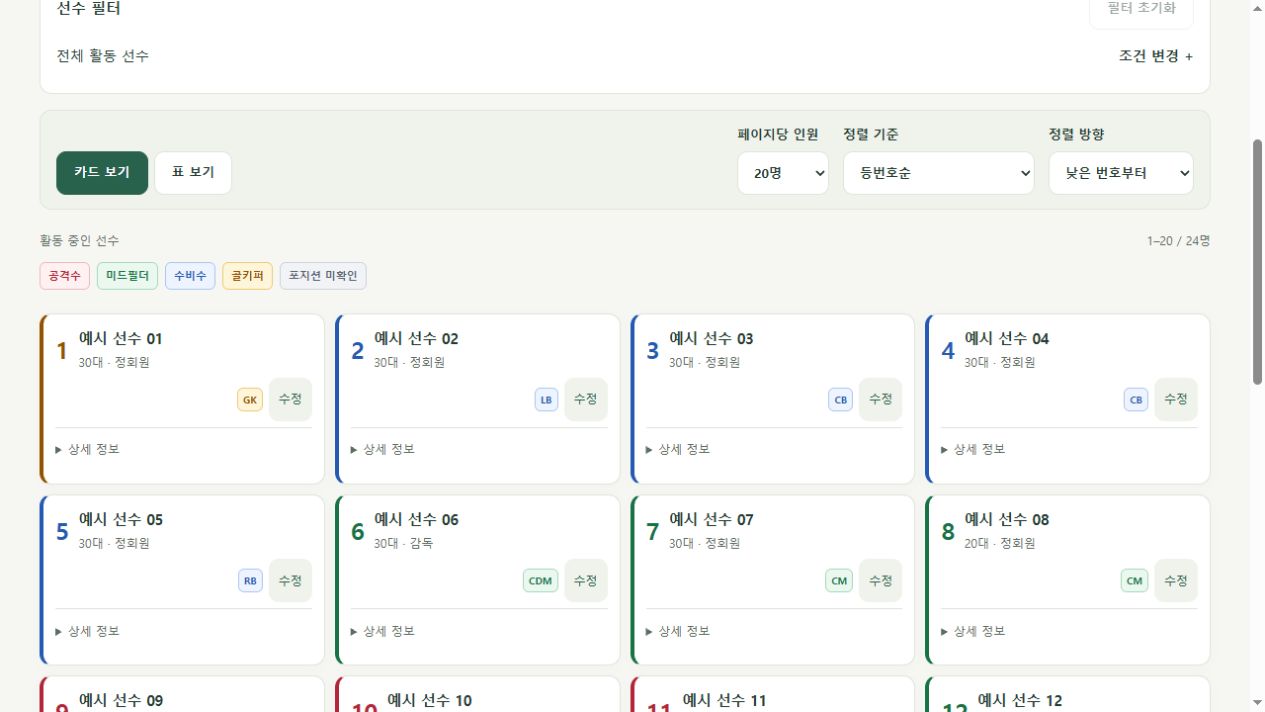 선수 필터
필터 초기화
전체 활동 선수
조건 변경 +
페이지당 인원
정렬 기준
정렬 방향
카드 보기
표 보기
20명
등번호순
낮은 번호부터
활동 중인 선수
1–20 / 24명
공격수
미드필더
수비수
골키퍼
포지션 미확인
1
예시 선수 01
30대 · 정회원
GK
수정
▶ 상세 정보
2
예시 선수 02
30대 · 정회원
LB
수정
▶ 상세 정보
3
예시 선수 03
30대 · 정회원
CB
수정
▶ 상세 정보
4
예시 선수 04
30대 · 정회원
CB
수정
▶ 상세 정보
5
예시 선수 05
30대 · 정회원
RB
수정
▶ 상세 정보
6
예시 선수 06
30대 · 감독
CDM
수정
▶ 상세 정보
7
예시 선수 07
30대 · 정회원
CM
수정
▶ 상세 정보
8
예시 선수 08
20대 · 정회원
CM
수정
▶ 상세 정보
9
예시 선수 09
10
예시 선수 10
11
예시 선수 11
12
예시 선수 12